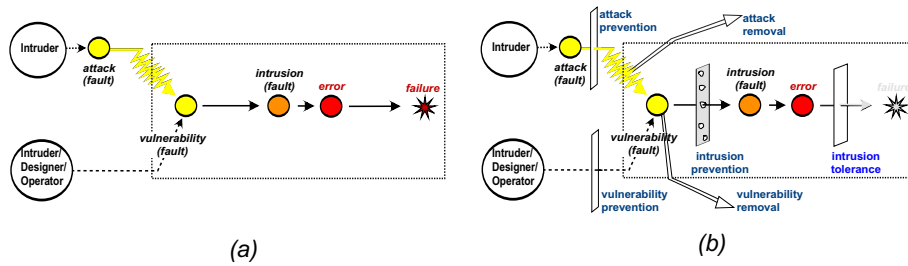 Intruder
attack
(fault)
intrusion
(fault)
error
failure
vulnerability
(fault)
Intruder/
Designer/
Operator
(a)
attack
prevention
attack
removal
Intruder
attack
(fault)
intrusion
(fault)
error
failure
vulnerability
(fault)
intrusion
prevention
intrusion
tolerance
Intruder/
Designer/
Operator
vulnerability
prevention
vulnerability
removal
(b)